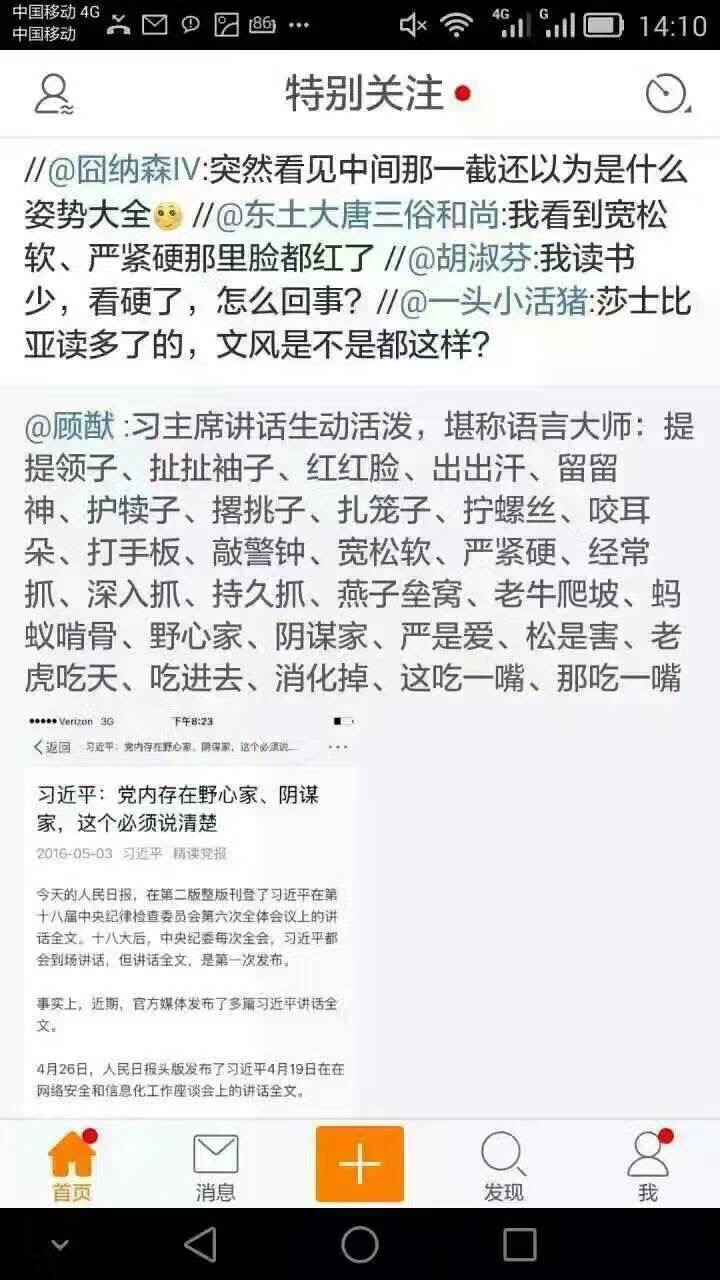 中国移动 4G
中国移动
86
4G
G
14:10
特别关注
//@囧纳森IV:突然看见中间那一截还以为是什么
姿势大全 //@东土大唐三俗和尚:我看到宽松
软、严紧硬那里脸都红了 //@胡淑芬:我读书
少，看硬了，怎么回事？//@一头小活猪:莎士比
亚读多了的，文风是不是都这样？
@顾猷 :习主席讲话生动活泼，堪称语言大师：提
提领子、扯扯袖子、红红脸、出出汗、留留
神、护犊子、撂挑子、扎笼子、拧螺丝、咬耳
朵、打手板、敲警钟、宽松软、严紧硬、经常
抓、深入抓、持久抓、燕子垒窝、老牛爬坡、蚂
蚁啃骨、野心家、阴谋家、严是爱、松是害、老
虎吃天、吃进去、消化掉、这吃一嘴、那吃一嘴
Verizon 3G
下午8:23
返回
习近平：党内存在野心家、阴谋家，这个必须说...
习近平：党内存在野心家、阴谋
家，这个必须说清楚
2016-05-03 习近平 精读党报
今天的人民日报，在第二版整版刊登了习近平在第
十八届中央纪律检查委员会第六次全体会议上的讲
话全文。十八大后，中央纪委每次全会，习近平都
会到场讲话，但讲话全文，是第一次发布。
事实上，近期，官方媒体发布了多篇习近平讲话全
文。
4月26日，人民日报头版发布了习近平4月19日在在
网络安全和信息化工作座谈会上的讲话全文。
首页
消息
发现
我